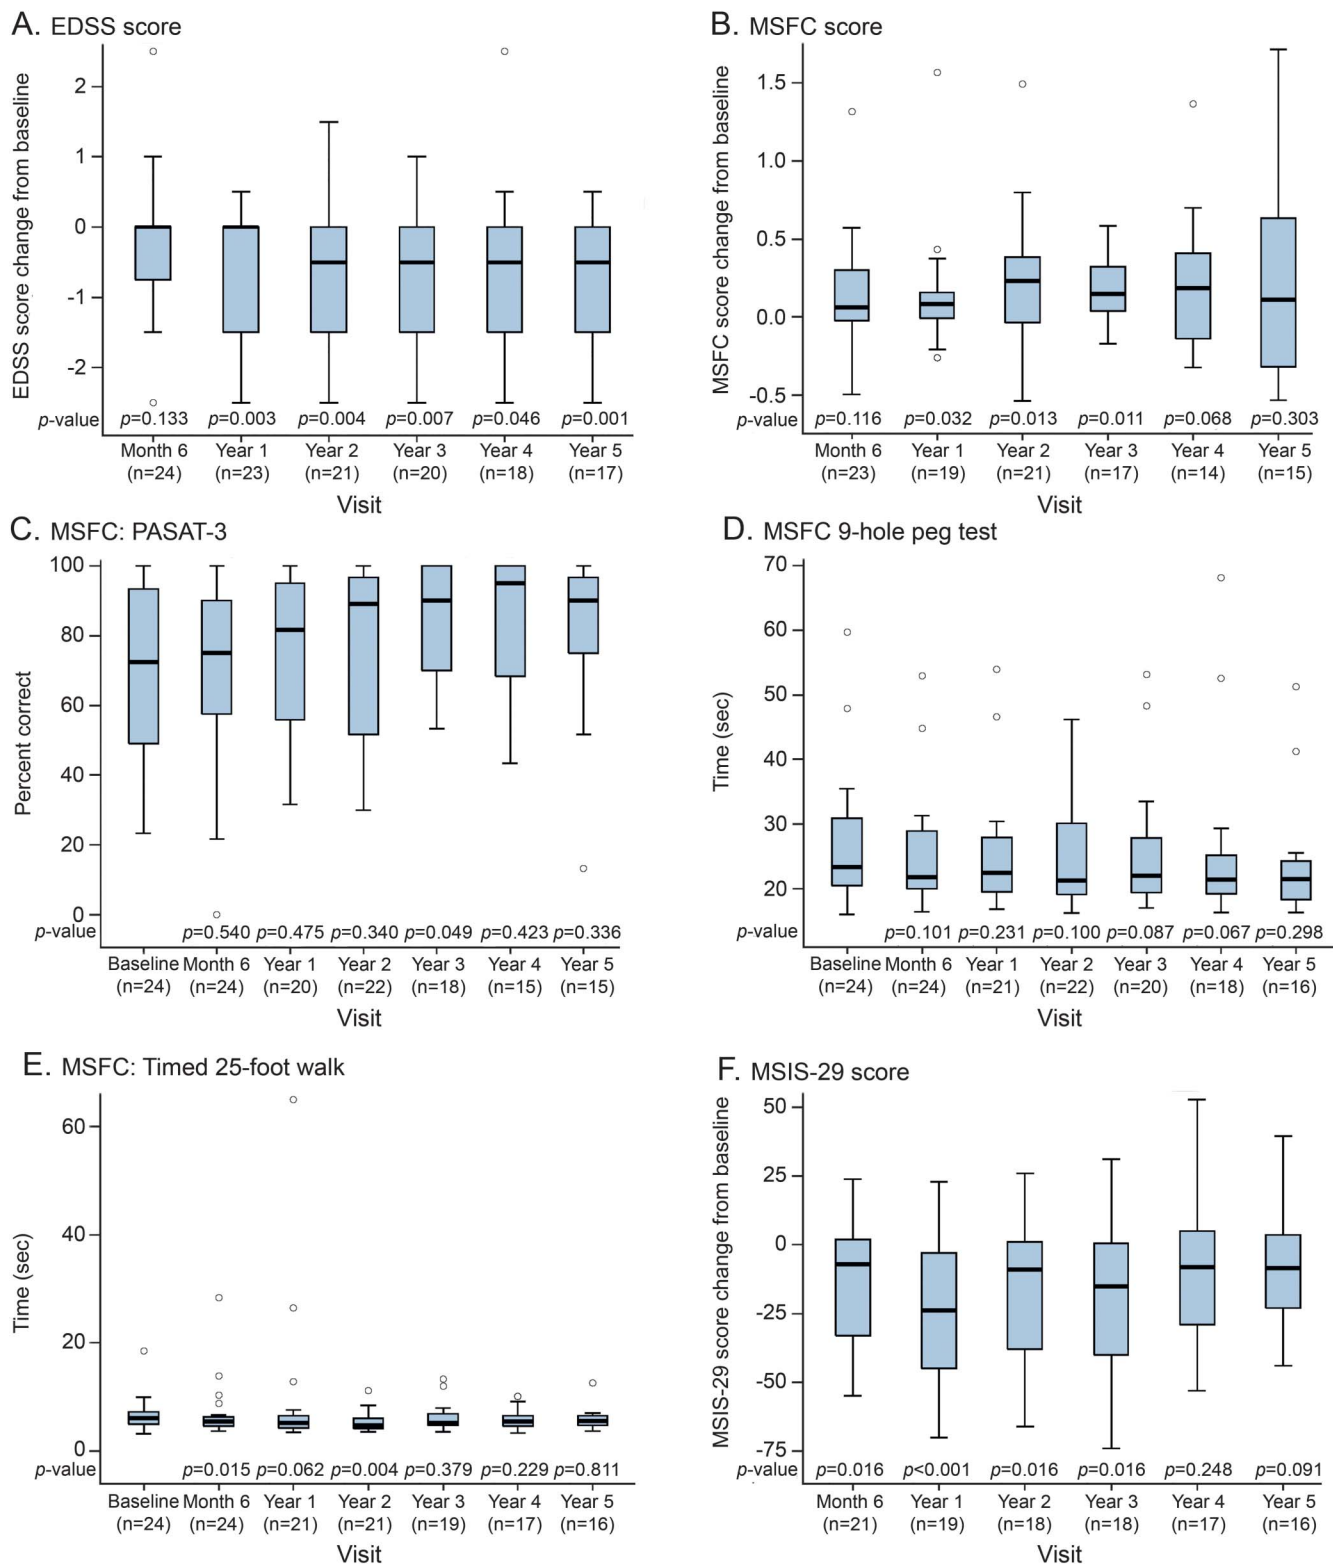 A. EDSS score
EDSS score change from baseline
2
1
0
-1
-2
p-value p=0.133 p=0.003 p=0.004 p=0.007 p=0.046 p=0.001
Month 6 Year 1 Year 2 Year 3 Year 4 Year 5
(n=24) (n=23) (n=21) (n=20) (n=18) (n=17)
Visit
B. MSFC score
MSFC score change from baseline
1.5
1.0
0.5
0.0
-0.5
p-value p=0.116 p=0.032 p=0.013 p=0.011 p=0.068 p=0.303
Month 6 Year 1 Year 2 Year 3 Year 4 Year 5
(n=23) (n=19) (n=21) (n=17) (n=14) (n=15)
Visit
C. MSFC: PASAT-3
Percent correct
100
80
60
40
20
0
p-value p=0.540 p=0.475 p=0.340 p=0.049 p=0.423 p=0.336
Baseline Month 6 Year 1 Year 2 Year 3 Year 4 Year 5
(n=24) (n=24) (n=20) (n=22) (n=18) (n=15) (n=15)
Visit
D. MSFC 9-hole peg test
Time (sec)
70
60
50
40
30
20
p-value p=0.101 p=0.231 p=0.100 p=0.087 p=0.067 p=0.298
Baseline Month 6 Year 1 Year 2 Year 3 Year 4 Year 5
(n=24) (n=24) (n=21) (n=22) (n=20) (n=18) (n=16)
Visit
E. MSFC: Timed 25-foot walk
Time (sec)
60
40
20
0
p-value p=0.015 p=0.062 p=0.004 p=0.379 p=0.229 p=0.811
Baseline Month 6 Year 1 Year 2 Year 3 Year 4 Year 5
(n=24) (n=24) (n=21) (n=21) (n=19) (n=17) (n=16)
Visit
F. MSIS-29 score
MSIS-29 score change from baseline
50
25
0
-25
-50
-75
p-value p=0.016 p<0.001 p=0.016 p=0.016 p=0.248 p=0.091
Month 6 Year 1 Year 2 Year 3 Year 4 Year 5
(n=21) (n=19) (n=18) (n=18) (n=17) (n=16)
Visit